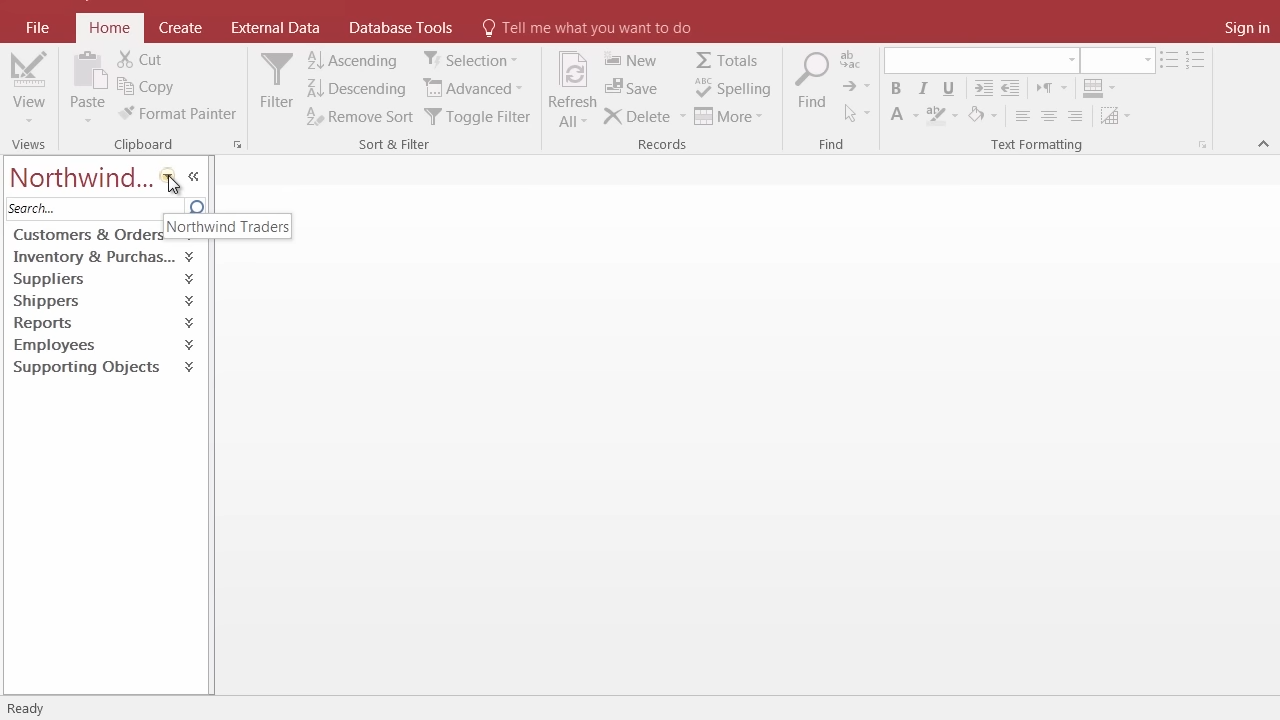 File Home Create External Data Database Tools Tell me what you want to do Sign in
View
Views
Paste
Cut
Copy
Format Painter
Clipboard
Filter
Ascending
Descending
Remove Sort
Selection
Advanced
Toggle Filter
Sort & Filter
Refresh
All
New
Save
Delete
Totals
Spelling
More
Records
Find
ab
ac
Find
B I U
A ab
Text Formatting
Northwind...
Search...
Northwind Traders
Customers & Orders
Inventory & Purchas...
Suppliers
Shippers
Reports
Employees
Supporting Objects
Ready